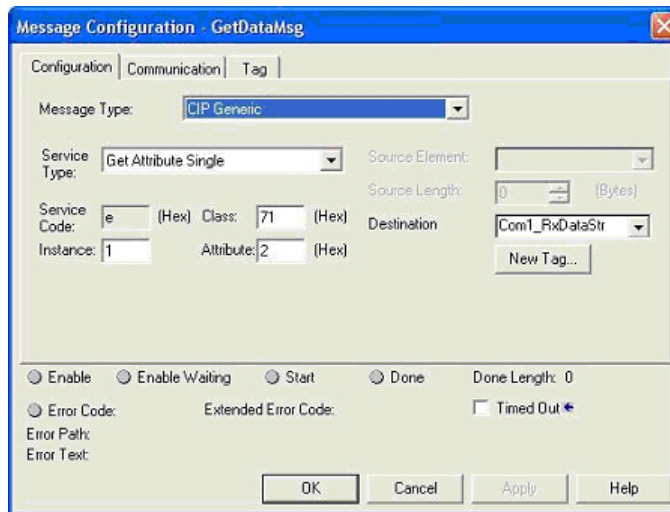 Message Configuration - GetDataMsg
Configuration Communication Tag
Message Type: CIP Generic
Service Type: Get Attribute Single
Source Element:
Source Length: 0 (Bytes)
Service Code: e (Hex) Class: 71 (Hex)
Destination Com1_RxDataStr
Instance: 1 Attribute: 2 (Hex)
New Tag...
Enable Enable Waiting Start Done Done Length: 0
Error Code: Extended Error Code: Timed Out
Error Path:
Error Text:
OK Cancel Apply Help